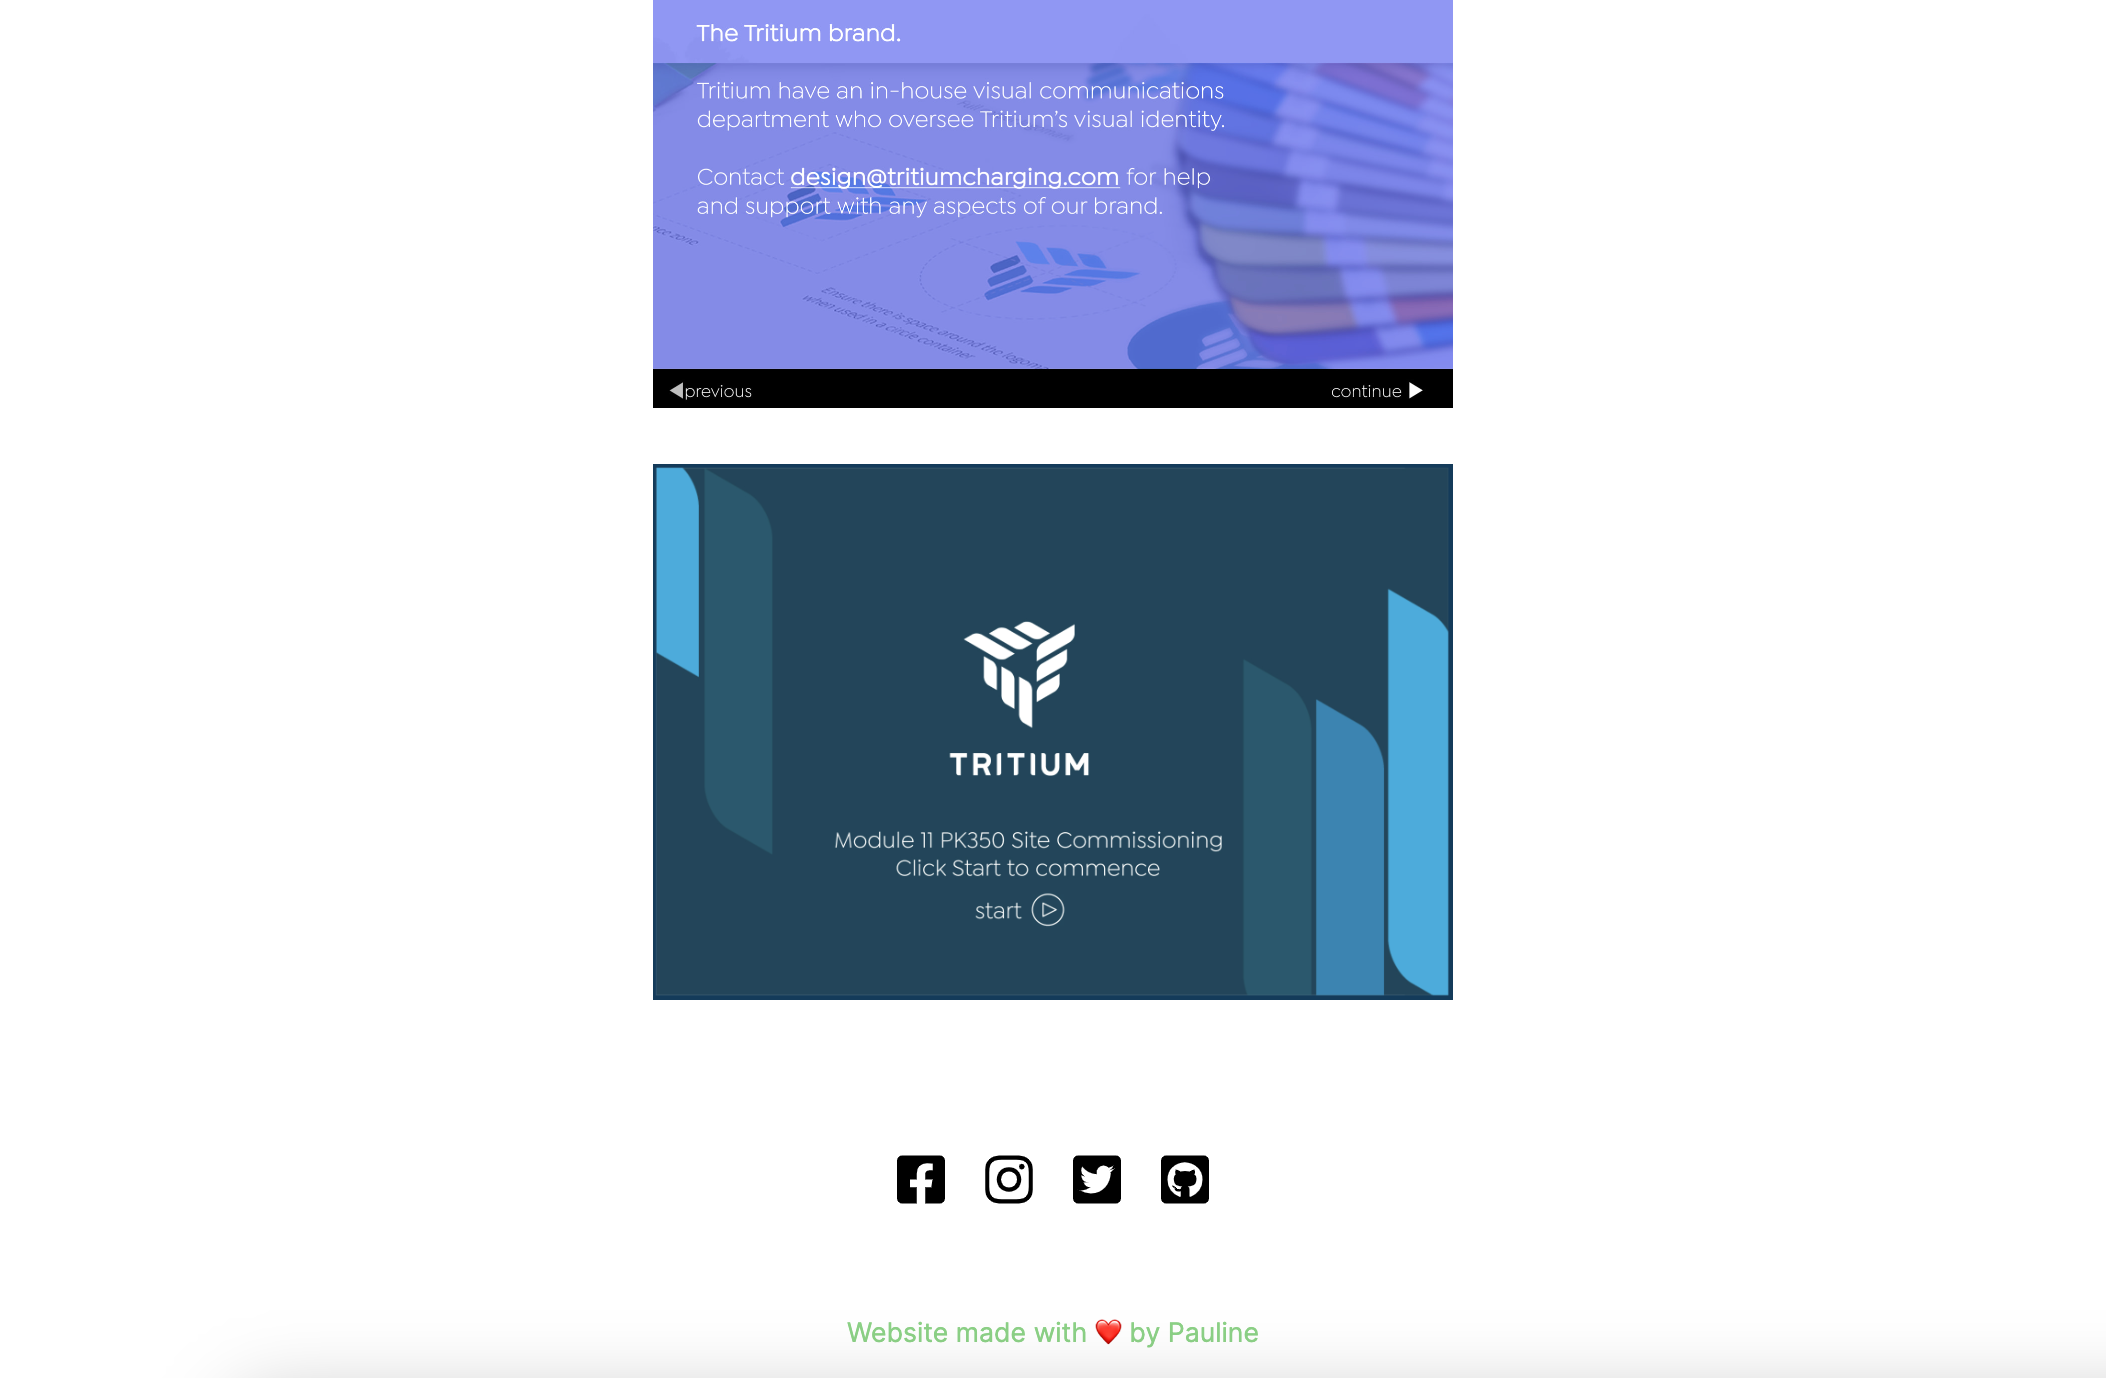 The Tritium brand.
Tritium have an in-house visual communications
department who oversee Tritium’s visual identity.
Contact design@tritiumcharging.com for help
and support with any aspects of our brand.
Ensure there is space around the
when used in a circle container
previous
continue
TRITIUM
Module 11 PK350 Site Commissioning
Click Start to commence
start
Website made with ❤️ by Pauline